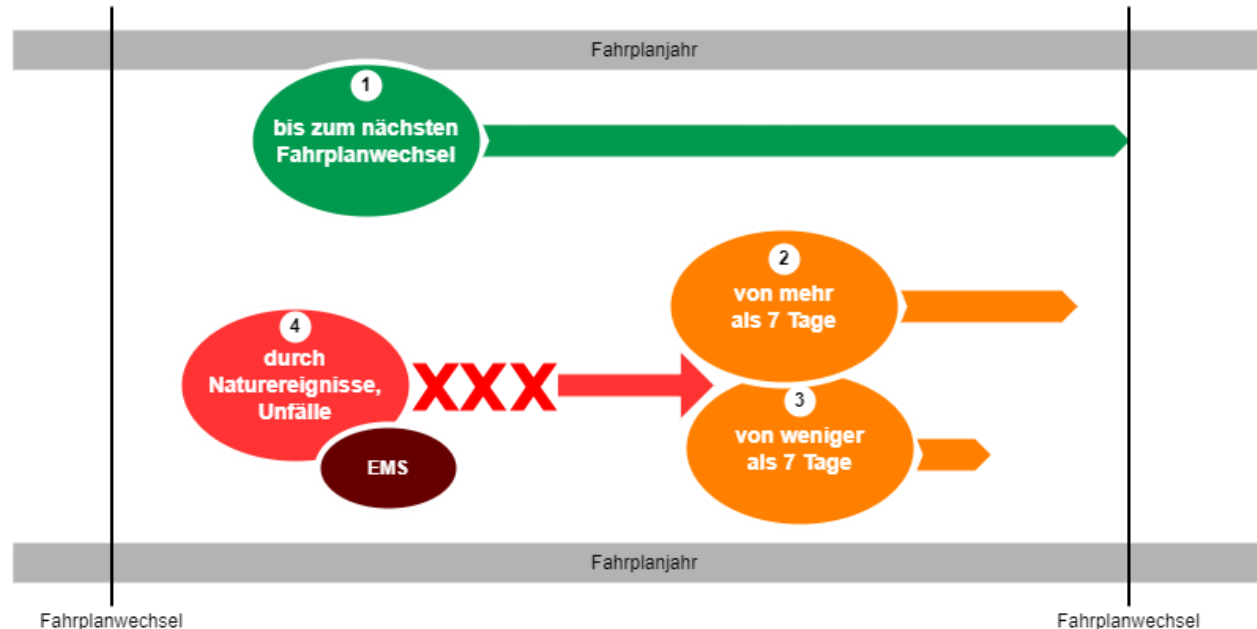 Fahrplanjahr
1
bis zum nächsten
Fahrplanwechsel
2
von mehr
als 7 Tage
4
durch
Naturereignisse,
Unfälle
XXX
3
von weniger
als 7 Tage
EMS
Fahrplanjahr
Fahrplanwechsel
Fahrplanwechsel